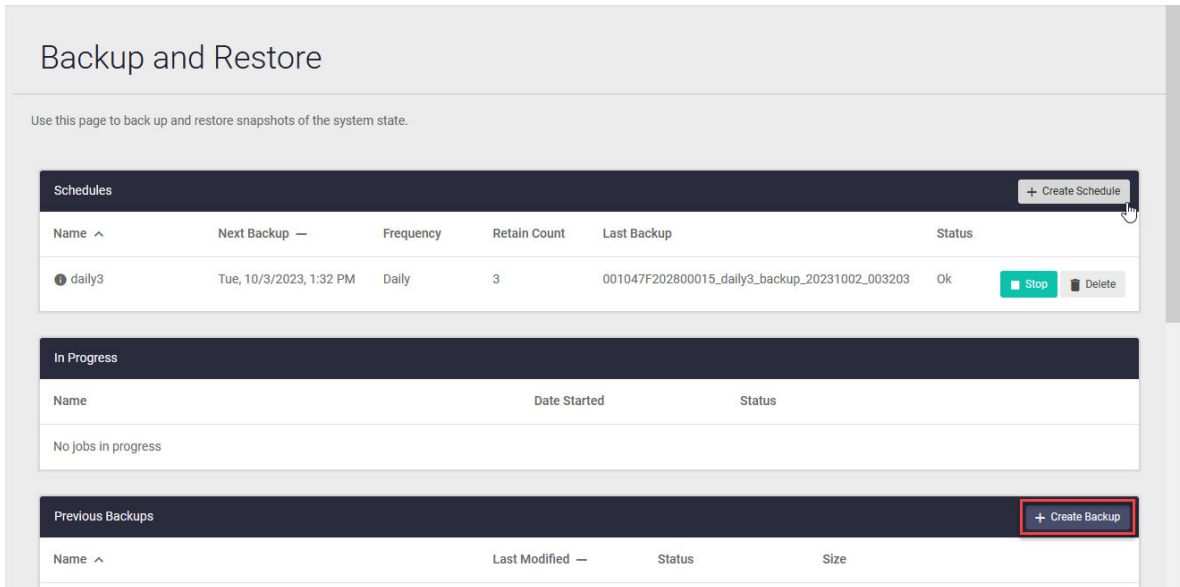 Backup and Restore
Use this page to back up and restore snapshots of the system state.
Schedules + Create Schedule
Name Next Backup Frequency Retain Count Last Backup Status
daily3 Tue, 10/3/2023, 1:32 PM Daily 3 001047F202800015_daily3_backup_20231002_003203 Ok Stop Delete
In Progress
Name Date Started Status
No jobs in progress
Previous Backups + Create Backup
Name Last Modified Status Size